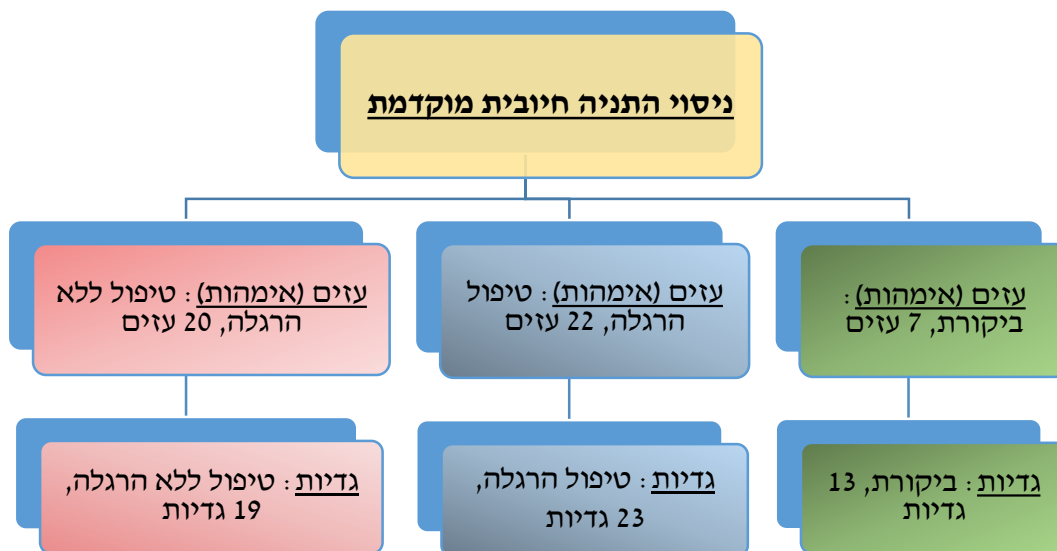 ניסוי התניה חיובית מוקדמת
עזים (אימהות): ביקורת, 7 עזים
עזים (אימהות): טיפול הרגלה, 22 עזים
עזים (אימהות): טיפול ללא הרגלה, 20 עזים
גדיות: ביקורת, 13 גדיות
גדיות: טיפול הרגלה, 23 גדיות
גדיות: טיפול ללא הרגלה, 19 גדיות